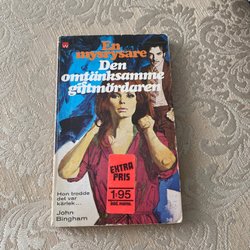 En
mysrysare
Den
omtänksamme
giftmördaren
EXTRA
PRIS
1:95
Hon trodde
det var
kärlek...
John
Bingham